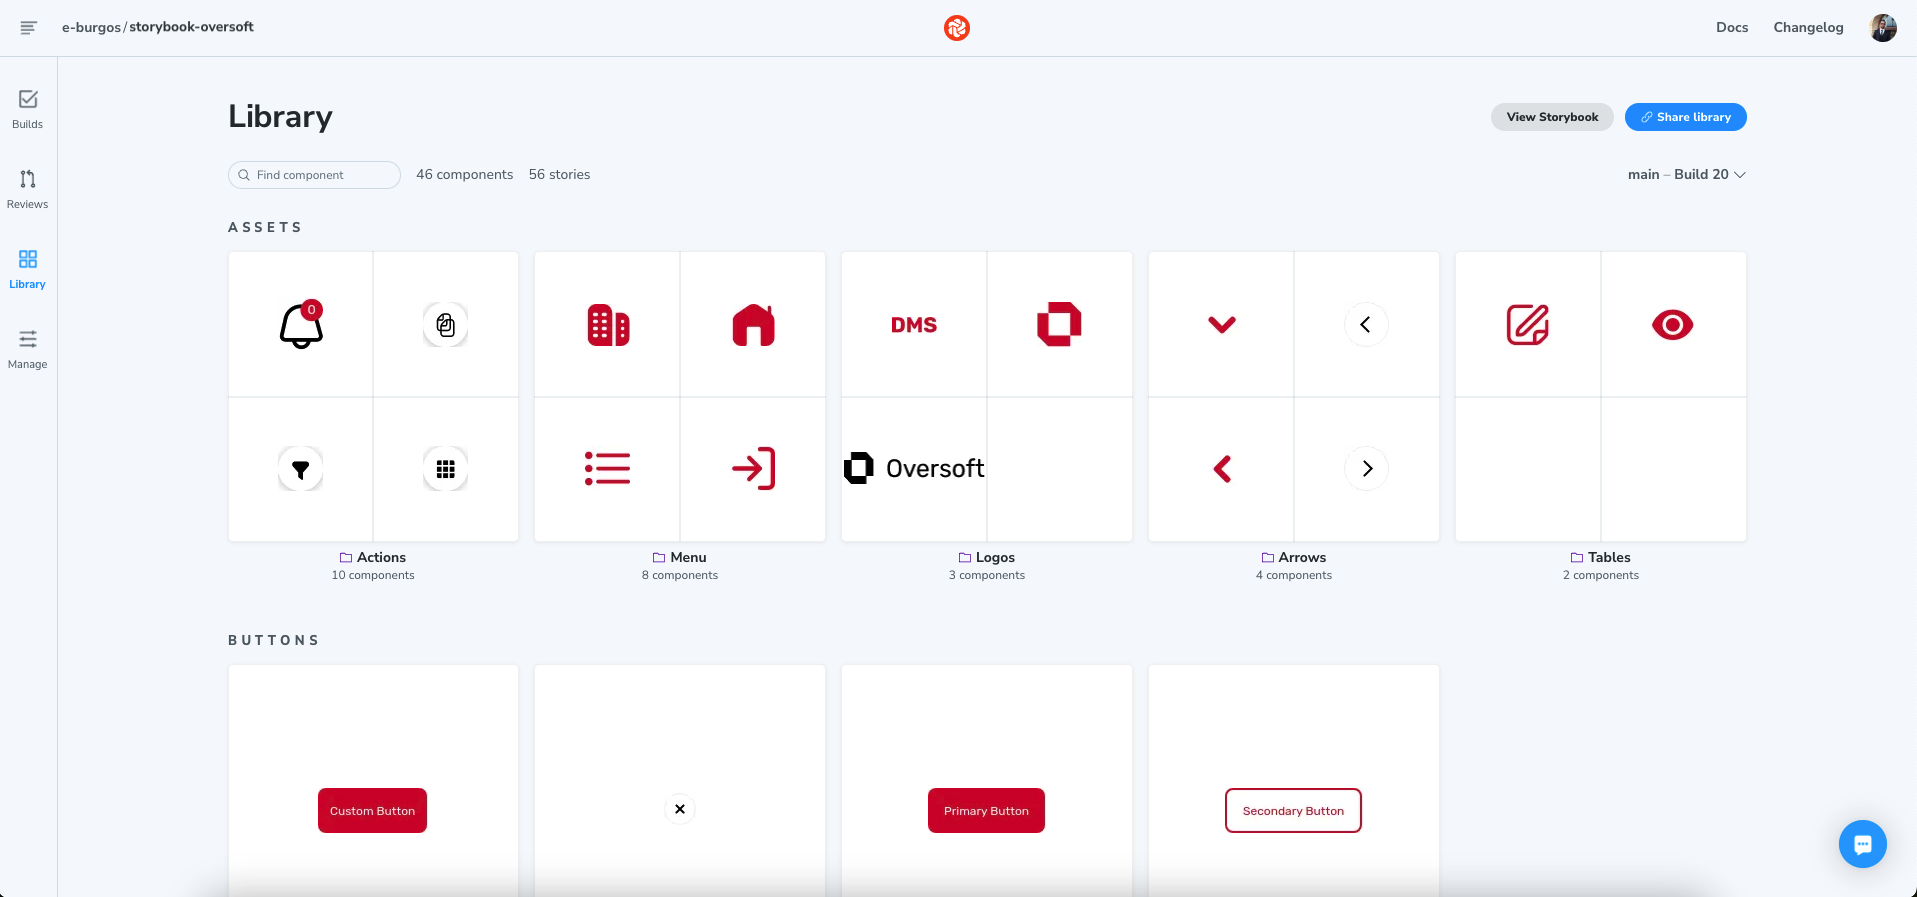 e-burgos/storybook-oversoft
Docs Changelog
Builds
Reviews
Library
Manage
Library
View Storybook
Share library
Find component
46 components 56 stories
main – Build 20
ASSETS
0
DMS
Oversoft
Actions
10 components
Menu
8 components
Logos
3 components
Arrows
4 components
Tables
2 components
BUTTONS
Custom Button
Primary Button
Secondary Button